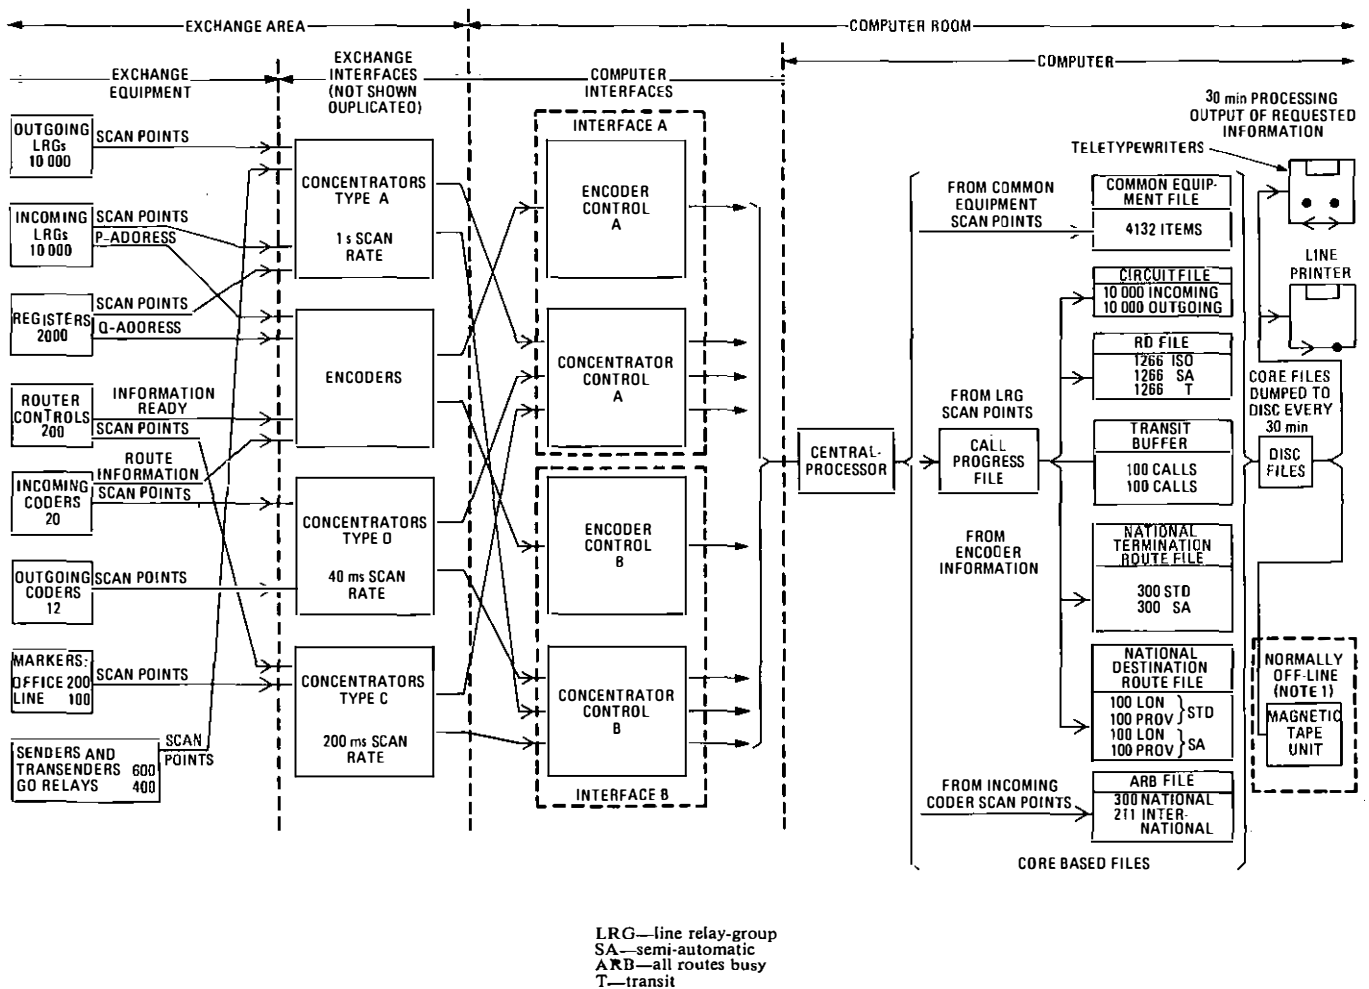 EXCHANGE AREA
COMPUTER ROOM
EXCHANGE
EQUIPMENT
EXCHANGE
INTERFACES
(NOT SHOWN
OUPLICATED)
COMPUTER
INTERFACES
COMPUTER
OUTGOING
LRGs
10 000
SCAN POINTS
INCOMING
LRGs
10 000
SCAN POINTS
P-ADDRESS
REGISTERS
2000
SCAN POINTS
Q-ADDRESS
ROUTER
CONTROLS
200
INFORMATION
READY
SCAN POINTS
ROUTE
INFORMATION
INCOMING
CODERS
20
SCAN POINTS
OUTGOING
CODERS
12
SCAN POINTS
MARKERS:
OFFICE 200
LINE 100
SCAN POINTS
SENDERS AND
TRANSENDERS 600
GO RELAYS 400
SCAN
POINTS
CONCENTRATORS
TYPE A
1 s SCAN
RATE
ENCODERS
CONCENTRATORS
TYPE D
40 ms SCAN
RATE
CONCENTRATORS
TYPE C
200 ms SCAN
RATE
INTERFACE A
ENCODER
CONTROL
A
CONCENTRATOR
CONTROL
A
ENCODER
CONTROL
B
CONCENTRATOR
CONTROL
B
INTERFACE B
CENTRAL-
PROCESSOR
FROM COMMON
EQUIPMENT
SCAN POINTS
FROM LRG
SCAN POINTS
CALL
PROGRESS
FILE
FROM
ENCODER
INFORMATION
FROM INCOMING
CODER SCAN POINTS
COMMON EQUIP-
MENT FILE
4132 ITEMS
CIRCUIT FILE
10 000 INCOMING
10 000 OUTGOING
RD FILE
1266 ISD
1266 SA
1266 T
TRANSIT
BUFFER
100 CALLS
100 CALLS
NATIONAL
TERMINATION
ROUTE FILE
300 STD
300 SA
NATIONAL
DESTINATION
ROUTE FILE
100 LON
100 PROV } STD
100 LON
100 PROV } SA
ARB FILE
300 NATIONAL
211 INTER-
NATIONAL
CORE BASED FILES
30 min PROCESSING
OUTPUT OF REQUESTED
INFORMATION
TELETYPEWRITERS
LINE
PRINTER
CORE FILES
DUMPED TO
DISC EVERY
30 min
DISC
FILES
NORMALLY
OFF-LINE
(NOTE 1)
MAGNETIC
TAPE
UNIT
LRG—line relay-group
SA—semi-automatic
ARB—all routes busy
T—transit